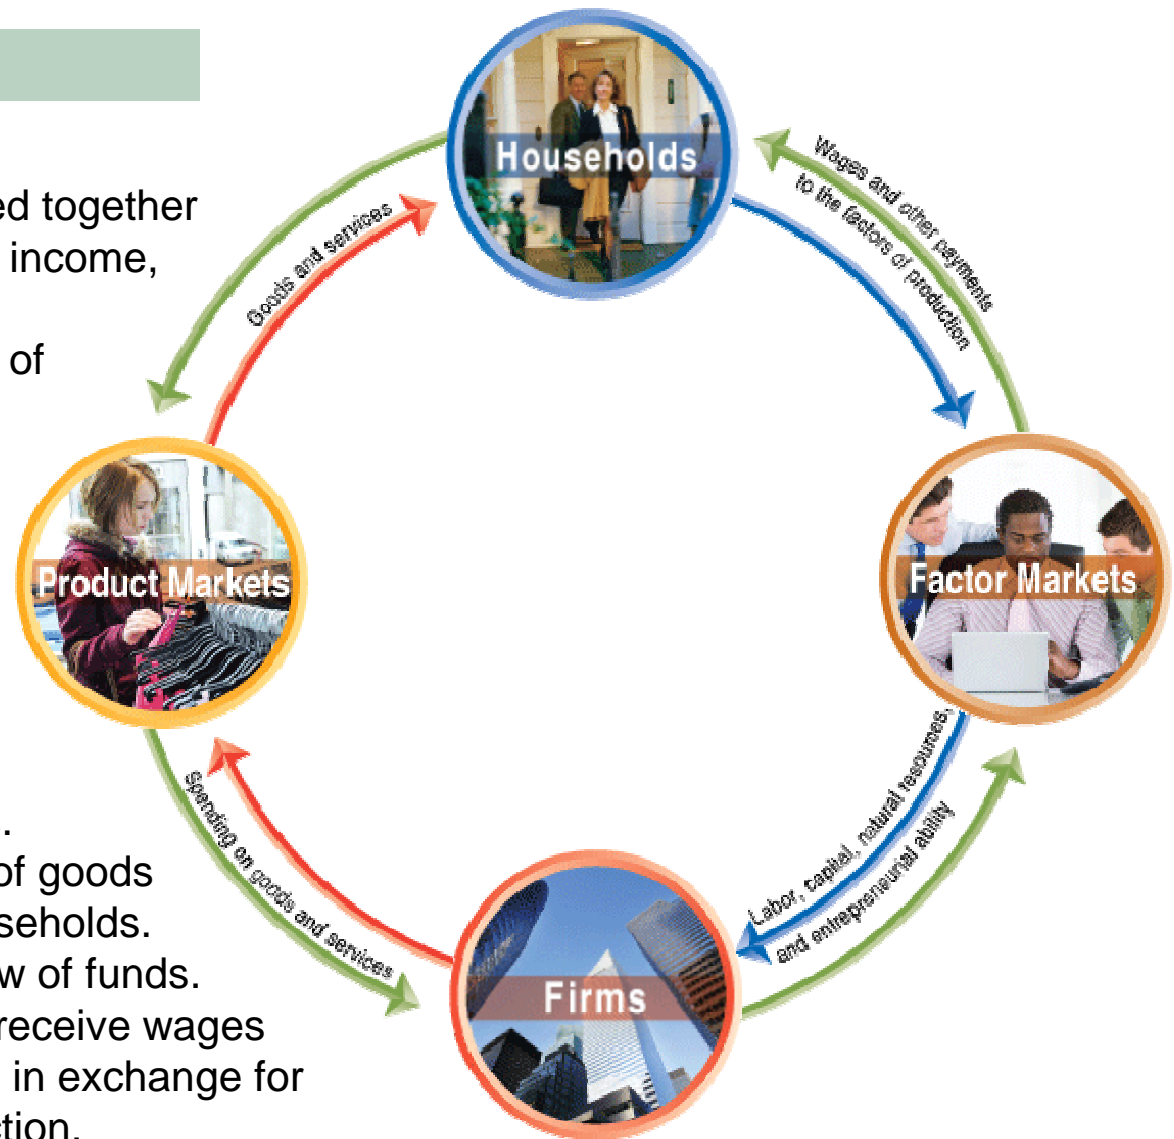 Households
Wages and other payments
to the factors of production
Goods and services
ed together
income,
of
Product Markets
Factor Markets
.
of goods
seholds.
w of funds.
receive wages
in exchange for
ction.
Spending on goods and services
Labor, capital, natural resources,
and entrepreneurial ability
Firms